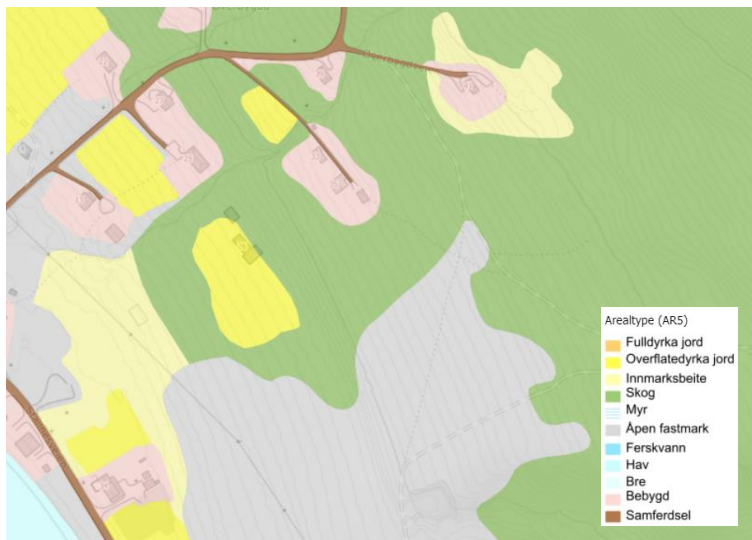 Arealtype (AR5)
Fulldyrka jord
Overflatedyrka jord
Innmarksbeite
Skog
Myr
Åpen fastmark
Ferskvann
Hav
Bre
Bebygd
Samferdsel